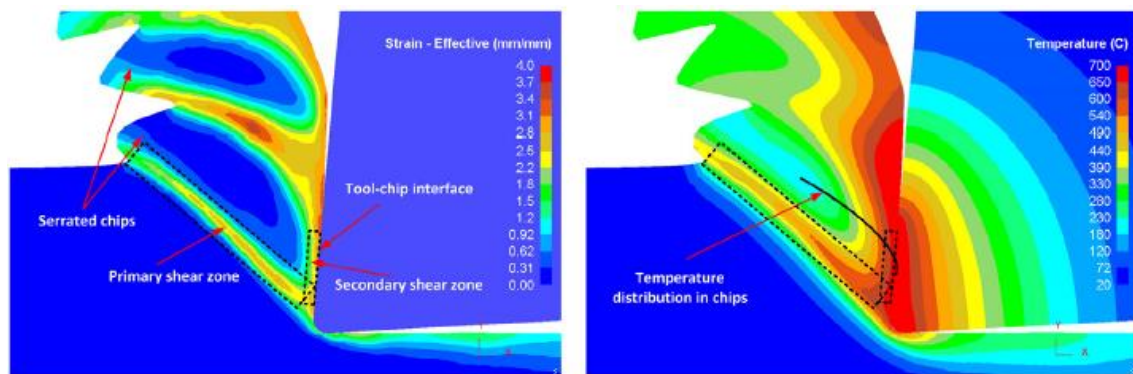 Strain - Effective (mm/mm)
4.0
3.7
3.4
3.1
2.8
2.5
2.2
1.8
1.5
1.2
0.92
0.62
0.31
0.00
Tool-chip interface
Serrated chips
Primary shear zone
Secondary shear zone
Y
X
Temperature (C)
700
650
600
540
490
440
390
330
280
230
180
120
72
20
Temperature
distribution in chips
Y
X